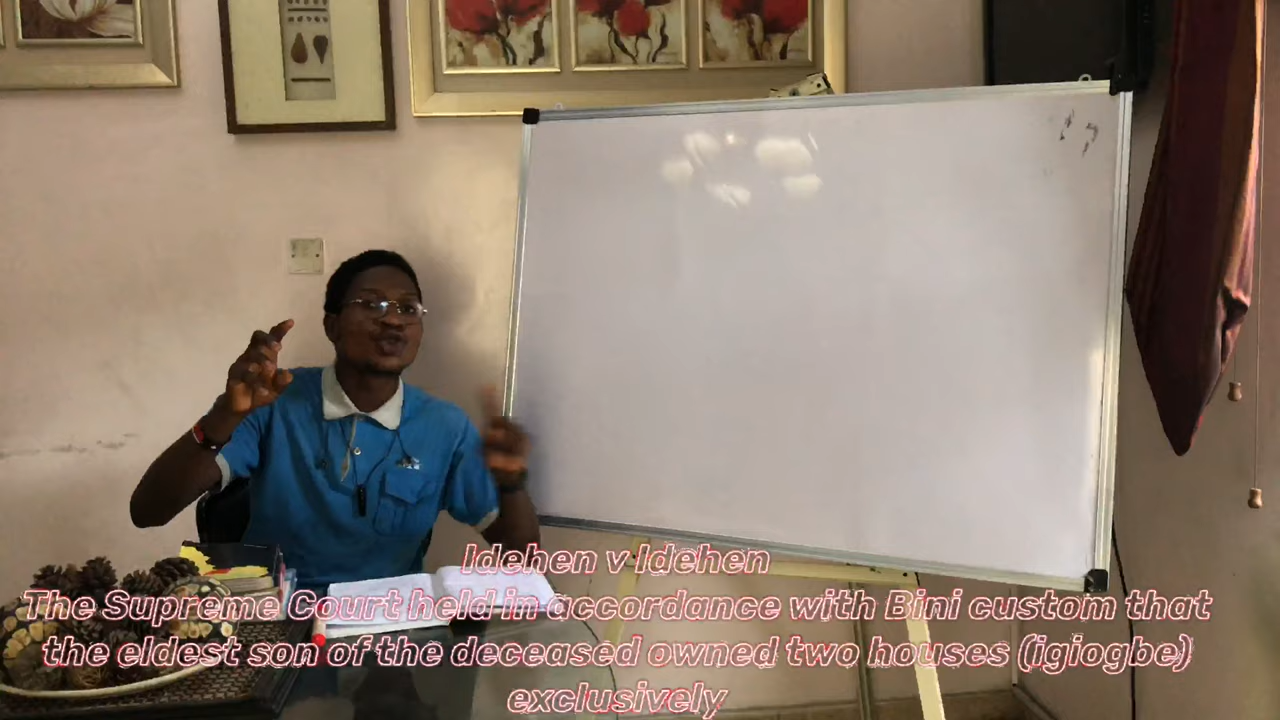 Idehen v Idehen
The Supreme Court held in accordance with Bini custom that
the eldest son of the deceased owned two houses (igiogbe)
exclusively